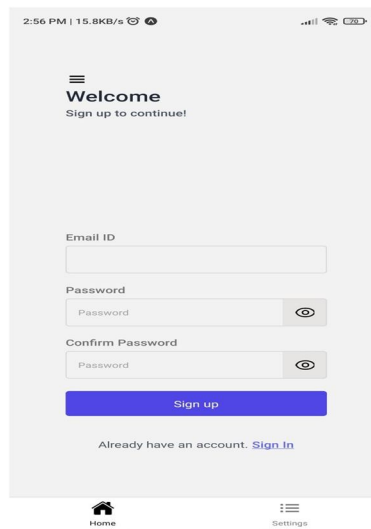 2:56 PM | 15.8KB/s
70
Welcome
Sign up to continue!
Email ID
Password
Password
Confirm Password
Password
Sign up
Already have an account. Sign In
Home
Settings